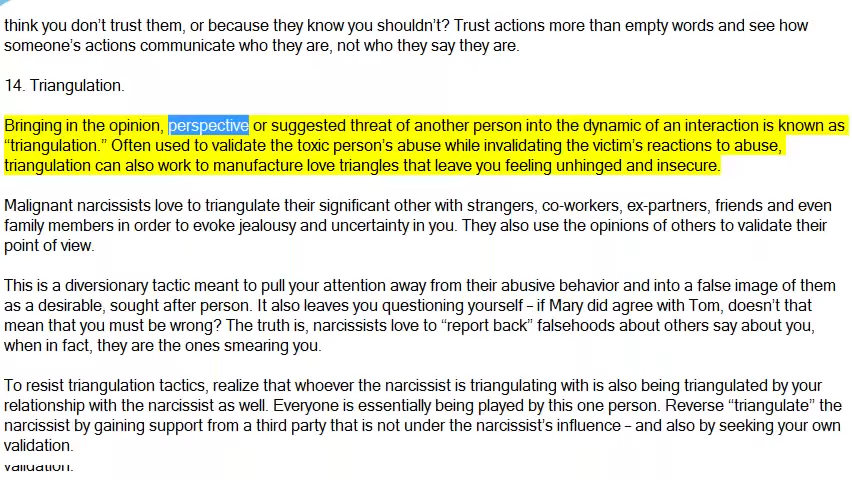 think you don’t trust them, or because they know you shouldn’t? Trust actions more than empty words and see how
someone’s actions communicate who they are, not who they say they are.
14. Triangulation.
Bringing in the opinion, perspective or suggested threat of another person into the dynamic of an interaction is known as
“triangulation.” Often used to validate the toxic person’s abuse while invalidating the victim’s reactions to abuse,
triangulation can also work to manufacture love triangles that leave you feeling unhinged and insecure.
Malignant narcissists love to triangulate their significant other with strangers, co-workers, ex-partners, friends and even
family members in order to evoke jealousy and uncertainty in you. They also use the opinions of others to validate their
point of view.
This is a diversionary tactic meant to pull your attention away from their abusive behavior and into a false image of them
as a desirable, sought after person. It also leaves you questioning yourself – if Mary did agree with Tom, doesn’t that
mean that you must be wrong? The truth is, narcissists love to “report back” falsehoods about others say about you,
when in fact, they are the ones smearing you.
To resist triangulation tactics, realize that whoever the narcissist is triangulating with is also being triangulated by your
relationship with the narcissist as well. Everyone is essentially being played by this one person. Reverse “triangulate” the
narcissist by gaining support from a third party that is not under the narcissist’s influence – and also by seeking your own
validation.
validation.